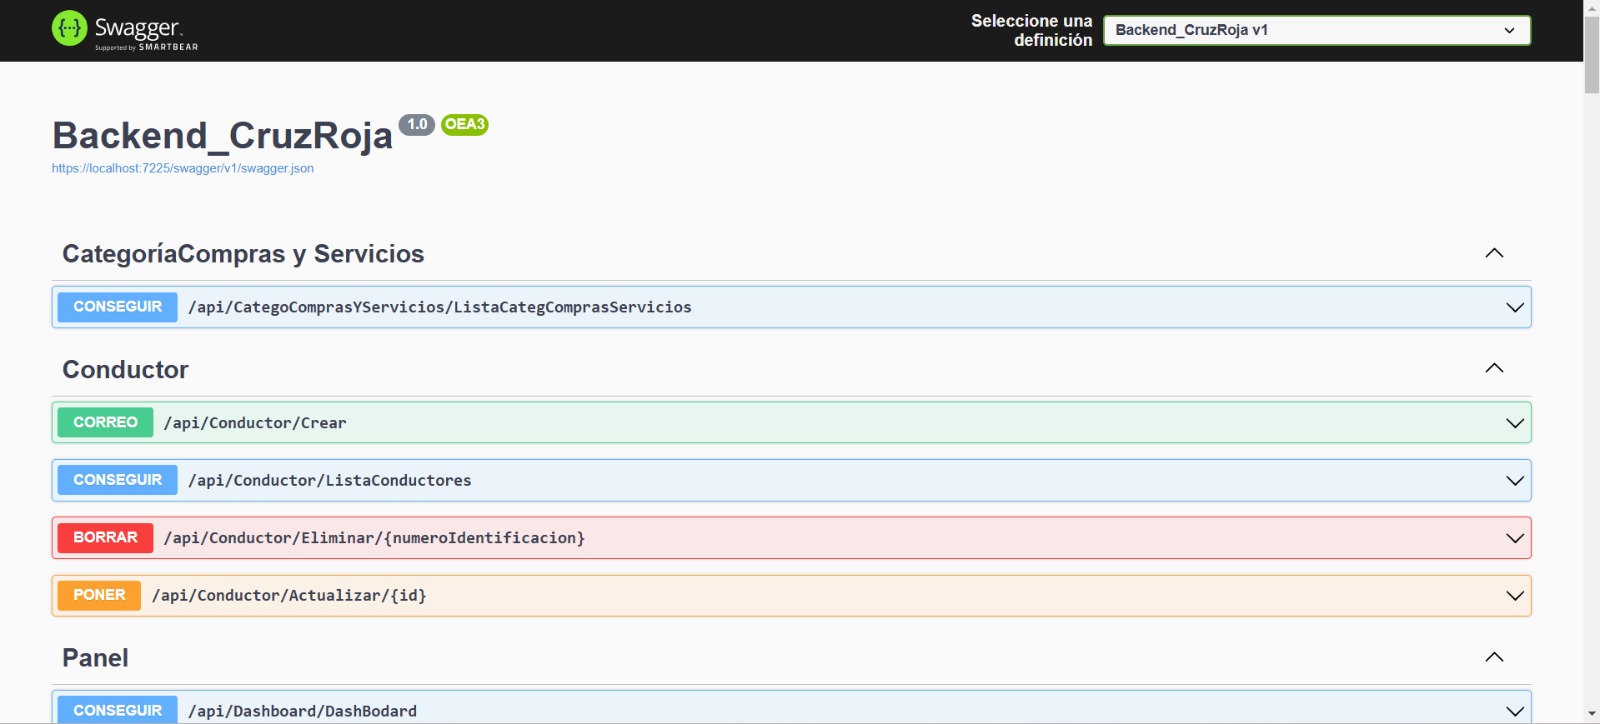 Swagger
Supported by SMARTBEAR
Seleccione una
definición
Backend_CruzRoja v1
Backend_CruzRoja 1.0 OEA3
https://localhost:7225/swagger/v1/swagger.json
CategoríaCompras y Servicios
CONSEGUIR /api/CategoComprasYServicios/ListaCategComprasServicios
Conductor
CORREO /api/Conductor/Crear
CONSEGUIR /api/Conductor/ListaConductores
BORRAR /api/Conductor/Eliminar/{numeroIdentificacion}
PONER /api/Conductor/Actualizar/{id}
Panel
CONSEGUIR /api/Dashboard/DashBodard